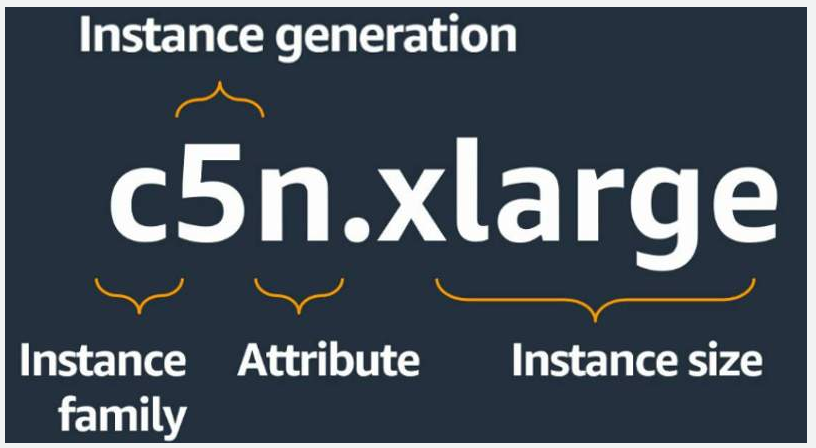 Instance generation
c5n.xlarge
Instance family
Attribute
Instance size